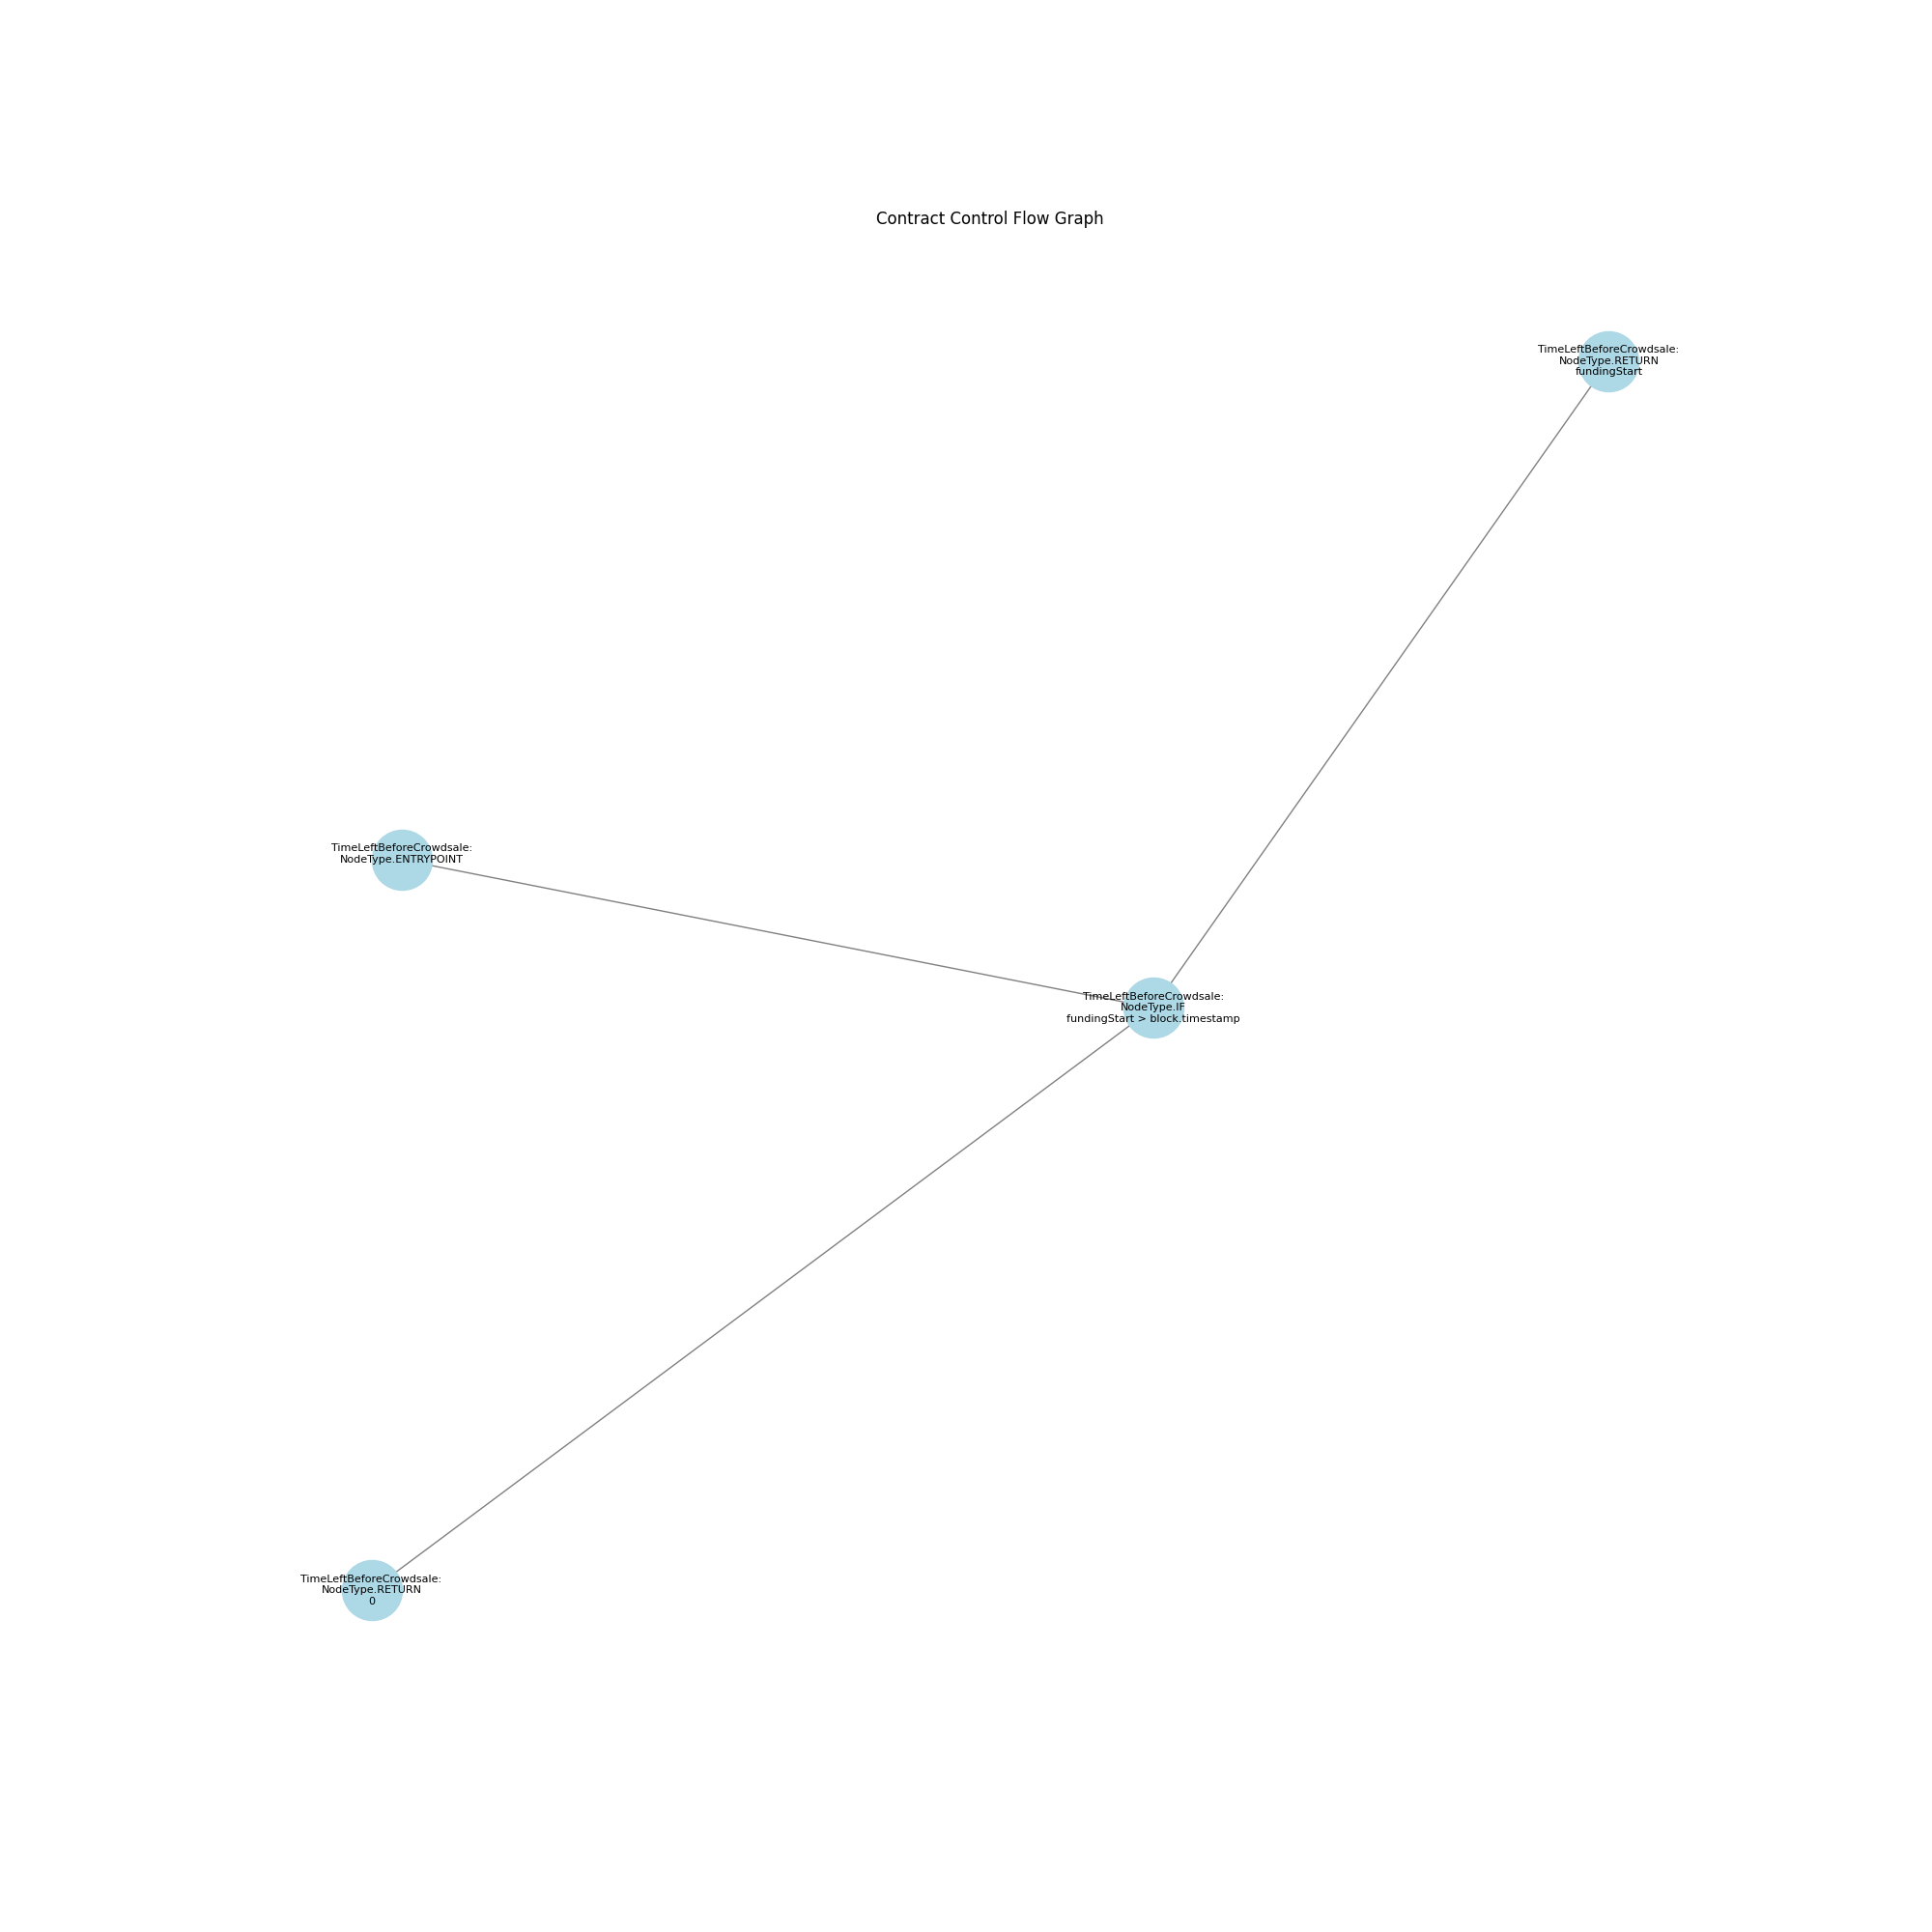 Contract Control Flow Graph
TimeLeftBeforeCrowdsale:
NodeType.RETURN
fundingStart
TimeLeftBeforeCrowdsale:
NodeType.ENTRYPOINT
TimeLeftBeforeCrowdsale:
NodeType.IF
fundingStart > block.timestamp
TimeLeftBeforeCrowdsale:
NodeType.RETURN
0